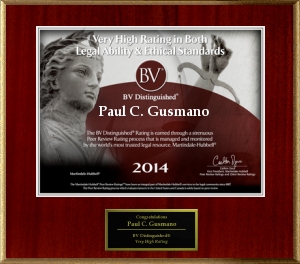 Very High Rating in Both
Legal Ability & Ethical Standards
BV
BV Distinguished®
Paul C. Gusmano
The BV Distinguished® Rating is earned through a strenuous
Peer Review Rating process that is managed and monitored
by the world's most trusted legal resource. Martindale-Hubbell®
2014
Martindale-Hubbell®
Congratulations
Paul C. Gusmano
BV Distinguished®
Very High Rating